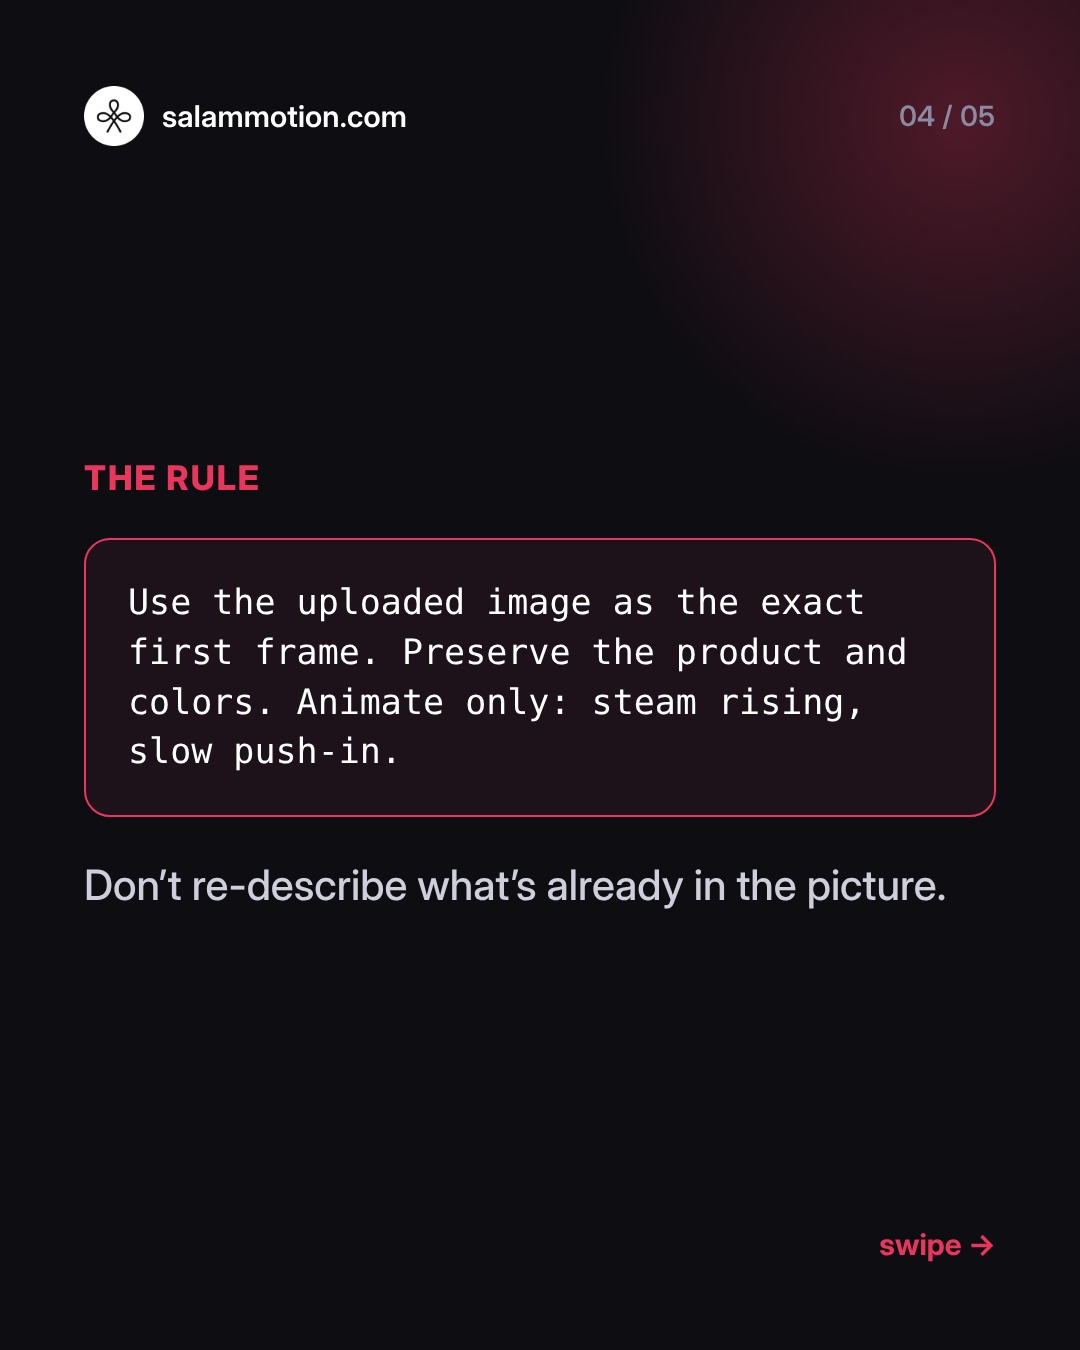 salammotion.com
04 / 05
THE RULE
Use the uploaded image as the exact
first frame. Preserve the product and
colors. Animate only: steam rising,
slow push-in.
Don’t re-describe what’s already in the picture.
swipe →